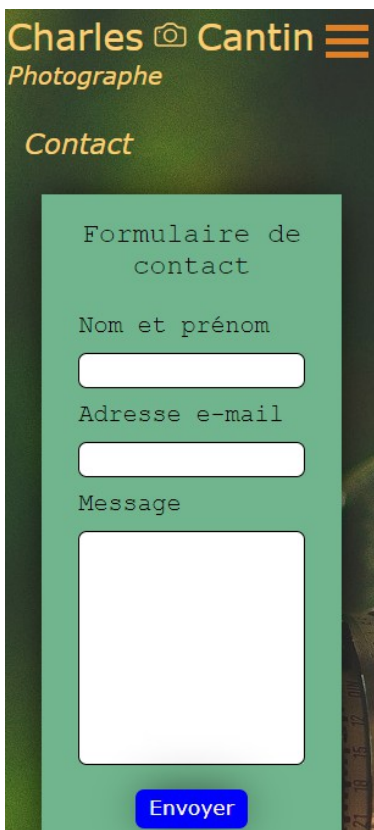 Charles Cantin
Photographe
Contact
Formulaire de
contact
Nom et prénom
Adresse e-mail
Message
Envoyer